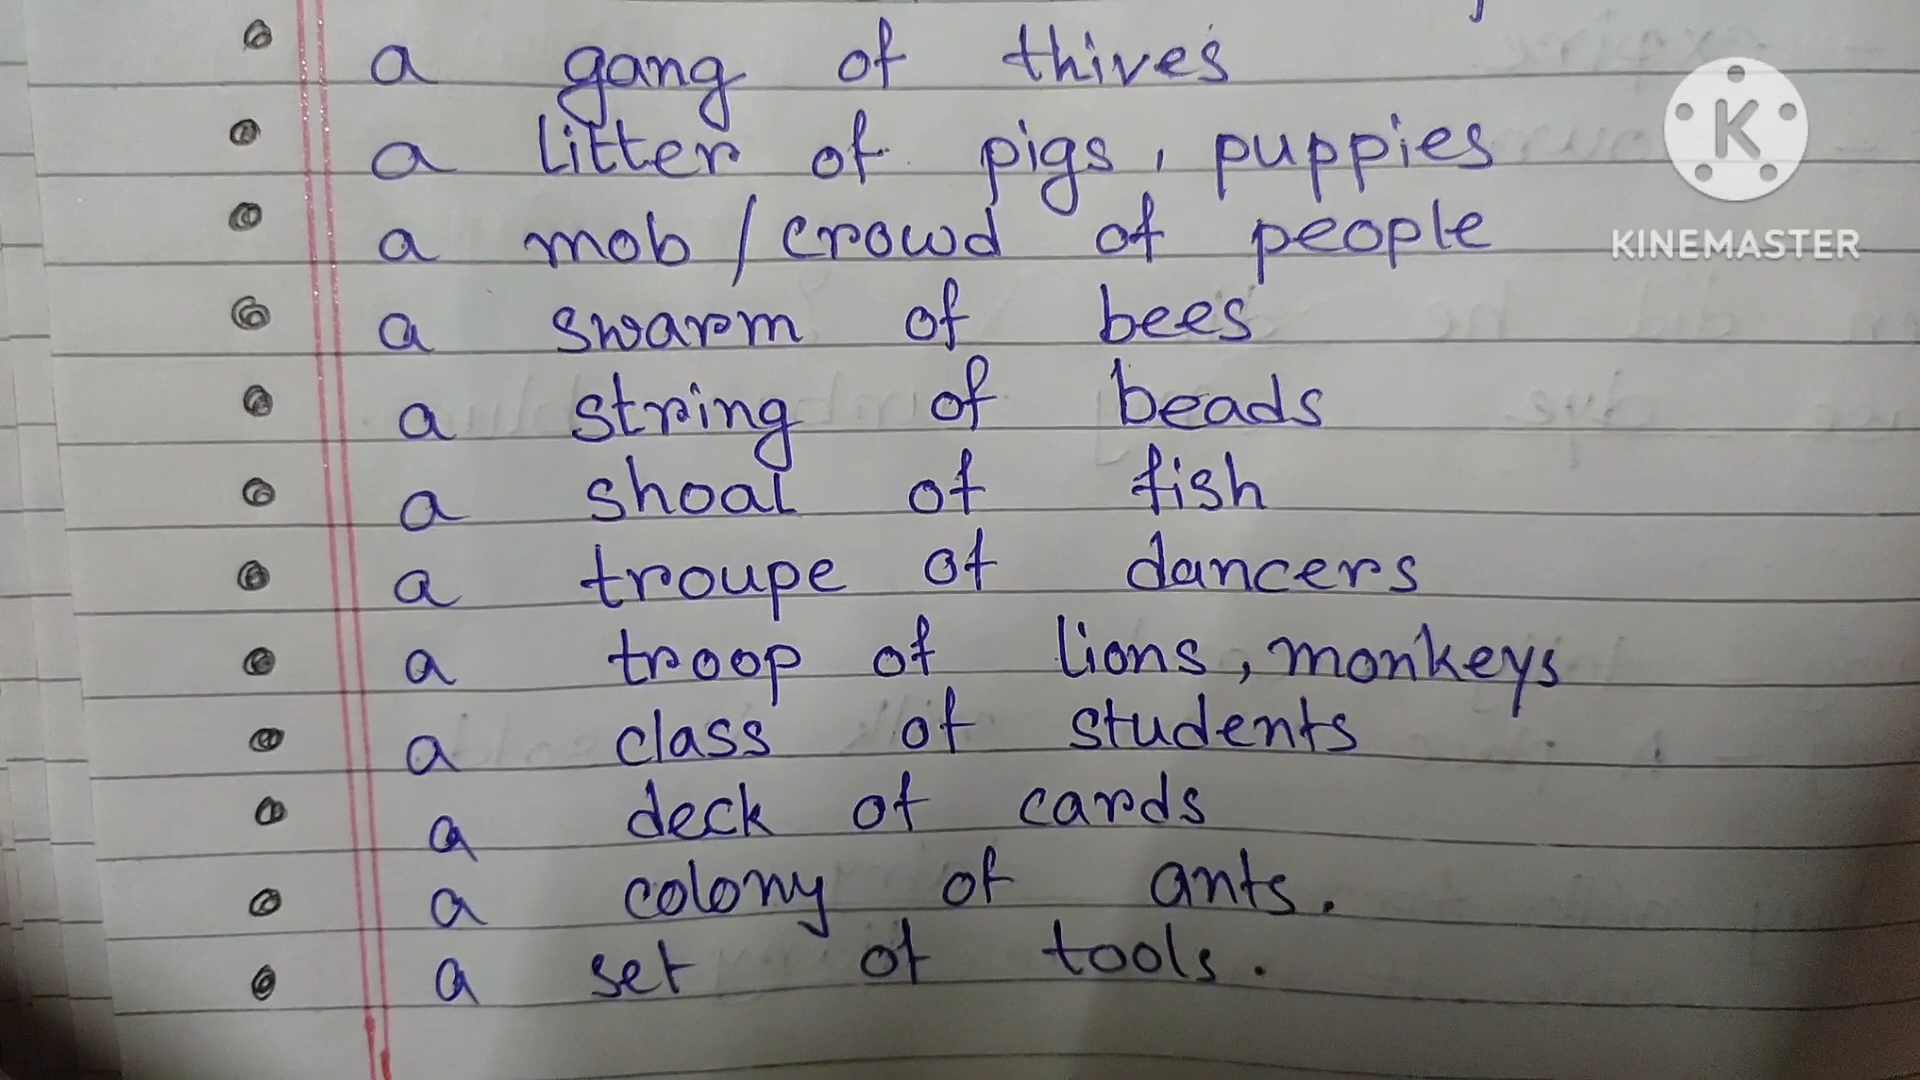 a gang of thives
a litter of pigs, puppies
a mob / crowd of people
a swarm of bees
a string of beads
a shoal of fish
a troupe of dancers
a troop of lions, monkeys
a class of students
a deck of cards
a colony of ants.
a set of tools.
K
KINEMASTER